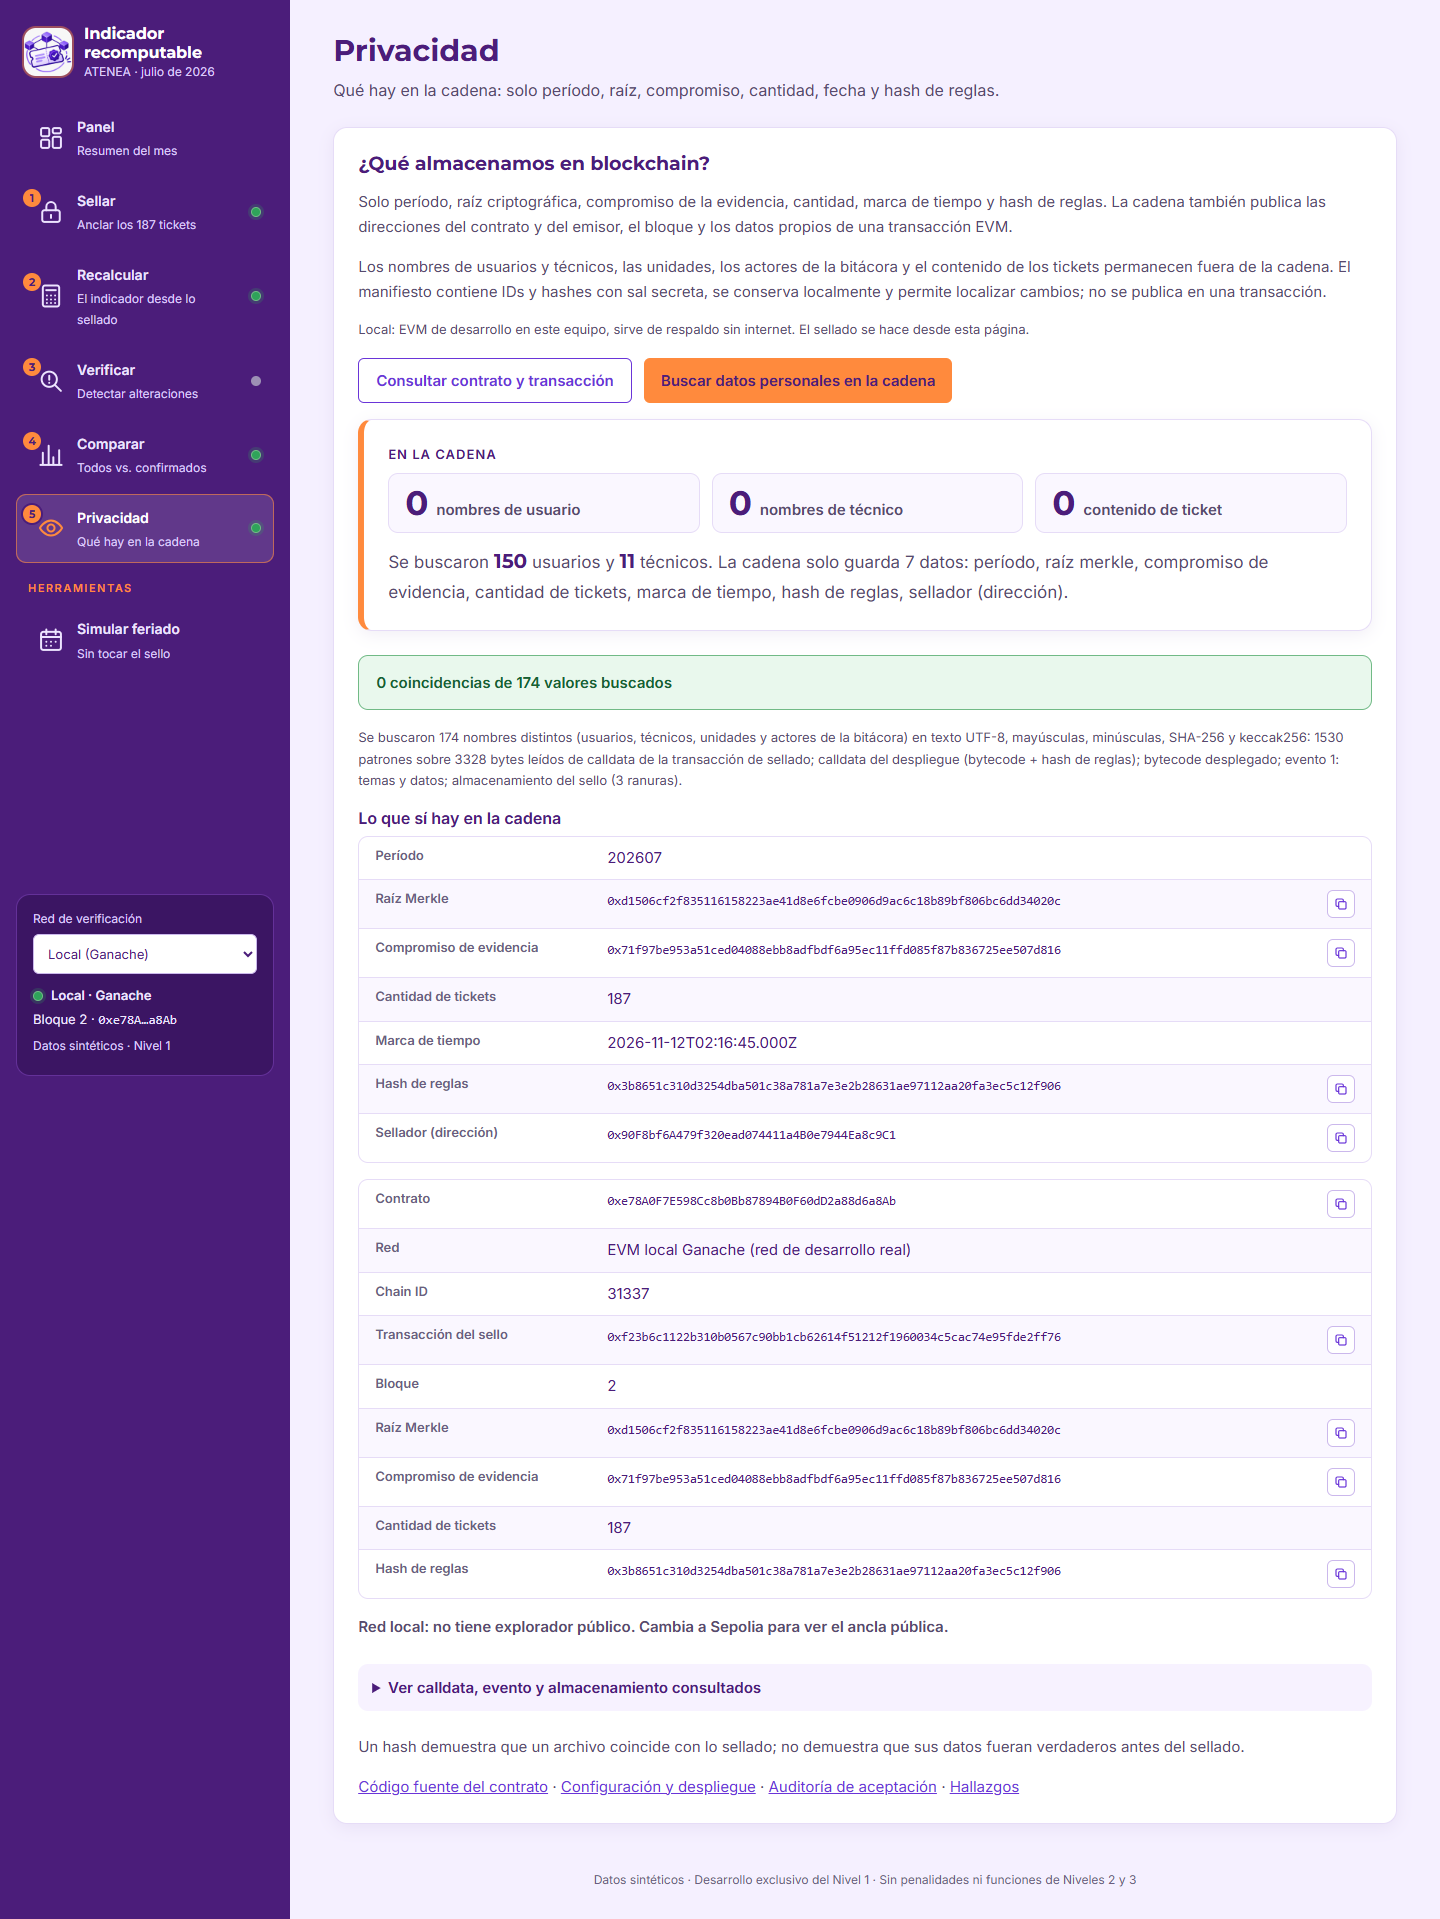 Indicador
recomputable
ATENEA · julio de 2026
Panel
Resumen del mes
1
Sellar
Anclar los 187 tickets
2
Recalcular
El indicador desde lo
sellado
3
Verificar
Detectar alteraciones
4
Comparar
Todos vs. confirmados
5
Privacidad
Qué hay en la cadena
HERRAMIENTAS
Simular feriado
Sin tocar el sello
Red de verificación
Local (Ganache)
Local · Ganache
Bloque 2 · 0xe78A…a8Ab
Datos sintéticos · Nivel 1
Privacidad
Qué hay en la cadena: solo período, raíz, compromiso, cantidad, fecha y hash de reglas.
¿Qué almacenamos en blockchain?
Solo período, raíz criptográfica, compromiso de la evidencia, cantidad, marca de tiempo y hash de reglas. La cadena también publica las
direcciones del contrato y del emisor, el bloque y los datos propios de una transacción EVM.
Los nombres de usuarios y técnicos, las unidades, los actores de la bitácora y el contenido de los tickets permanecen fuera de la cadena. El
manifiesto contiene IDs y hashes con sal secreta, se conserva localmente y permite localizar cambios; no se publica en una transacción.
Local: EVM de desarrollo en este equipo, sirve de respaldo sin internet. El sellado se hace desde esta página.
Consultar contrato y transacción
Buscar datos personales en la cadena
EN LA CADENA
0 nombres de usuario
0 nombres de técnico
0 contenido de ticket
Se buscaron 150 usuarios y 11 técnicos. La cadena solo guarda 7 datos: período, raíz merkle, compromiso de
evidencia, cantidad de tickets, marca de tiempo, hash de reglas, sellador (dirección).
0 coincidencias de 174 valores buscados
Se buscaron 174 nombres distintos (usuarios, técnicos, unidades y actores de la bitácora) en texto UTF-8, mayúsculas, minúsculas, SHA-256 y keccak256: 1530
patrones sobre 3328 bytes leídos de calldata de la transacción de sellado; calldata del despliegue (bytecode + hash de reglas); bytecode desplegado; evento 1:
temas y datos; almacenamiento del sello (3 ranuras).
Lo que sí hay en la cadena
Período 202607
Raíz Merkle 0xd1506cf2f835116158223ae41d8e6fcbe0906d9ac6c18b89bf806bc6dd34020c
Compromiso de evidencia 0x71f97be953a51ced04088ebb8adfbdf6a95ec11ffd085f87b836725ee507d816
Cantidad de tickets 187
Marca de tiempo 2026-11-12T02:16:45.000Z
Hash de reglas 0x3b8651c310d3254dba501c38a781a7e3e2b28631ae97112aa20fa3ec5c12f906
Sellador (dirección) 0x90F8bf6A479f320ead074411a4B0e7944Ea8c9C1
Contrato 0xe78A0F7E598Cc8b0Bb87894B0F60dD2a88d6a8Ab
Red EVM local Ganache (red de desarrollo real)
Chain ID 31337
Transacción del sello 0xf23b6c1122b310b0567c90bb1cb62614f51212f1960034c5cac74e95fde2ff76
Bloque 2
Raíz Merkle 0xd1506cf2f835116158223ae41d8e6fcbe0906d9ac6c18b89bf806bc6dd34020c
Compromiso de evidencia 0x71f97be953a51ced04088ebb8adfbdf6a95ec11ffd085f87b836725ee507d816
Cantidad de tickets 187
Hash de reglas 0x3b8651c310d3254dba501c38a781a7e3e2b28631ae97112aa20fa3ec5c12f906
Red local: no tiene explorador público. Cambia a Sepolia para ver el ancla pública.
Ver calldata, evento y almacenamiento consultados
Un hash demuestra que un archivo coincide con lo sellado; no demuestra que sus datos fueran verdaderos antes del sellado.
Código fuente del contrato · Configuración y despliegue · Auditoría de aceptación · Hallazgos
Datos sintéticos · Desarrollo exclusivo del Nivel 1 · Sin penalidades ni funciones de Niveles 2 y 3